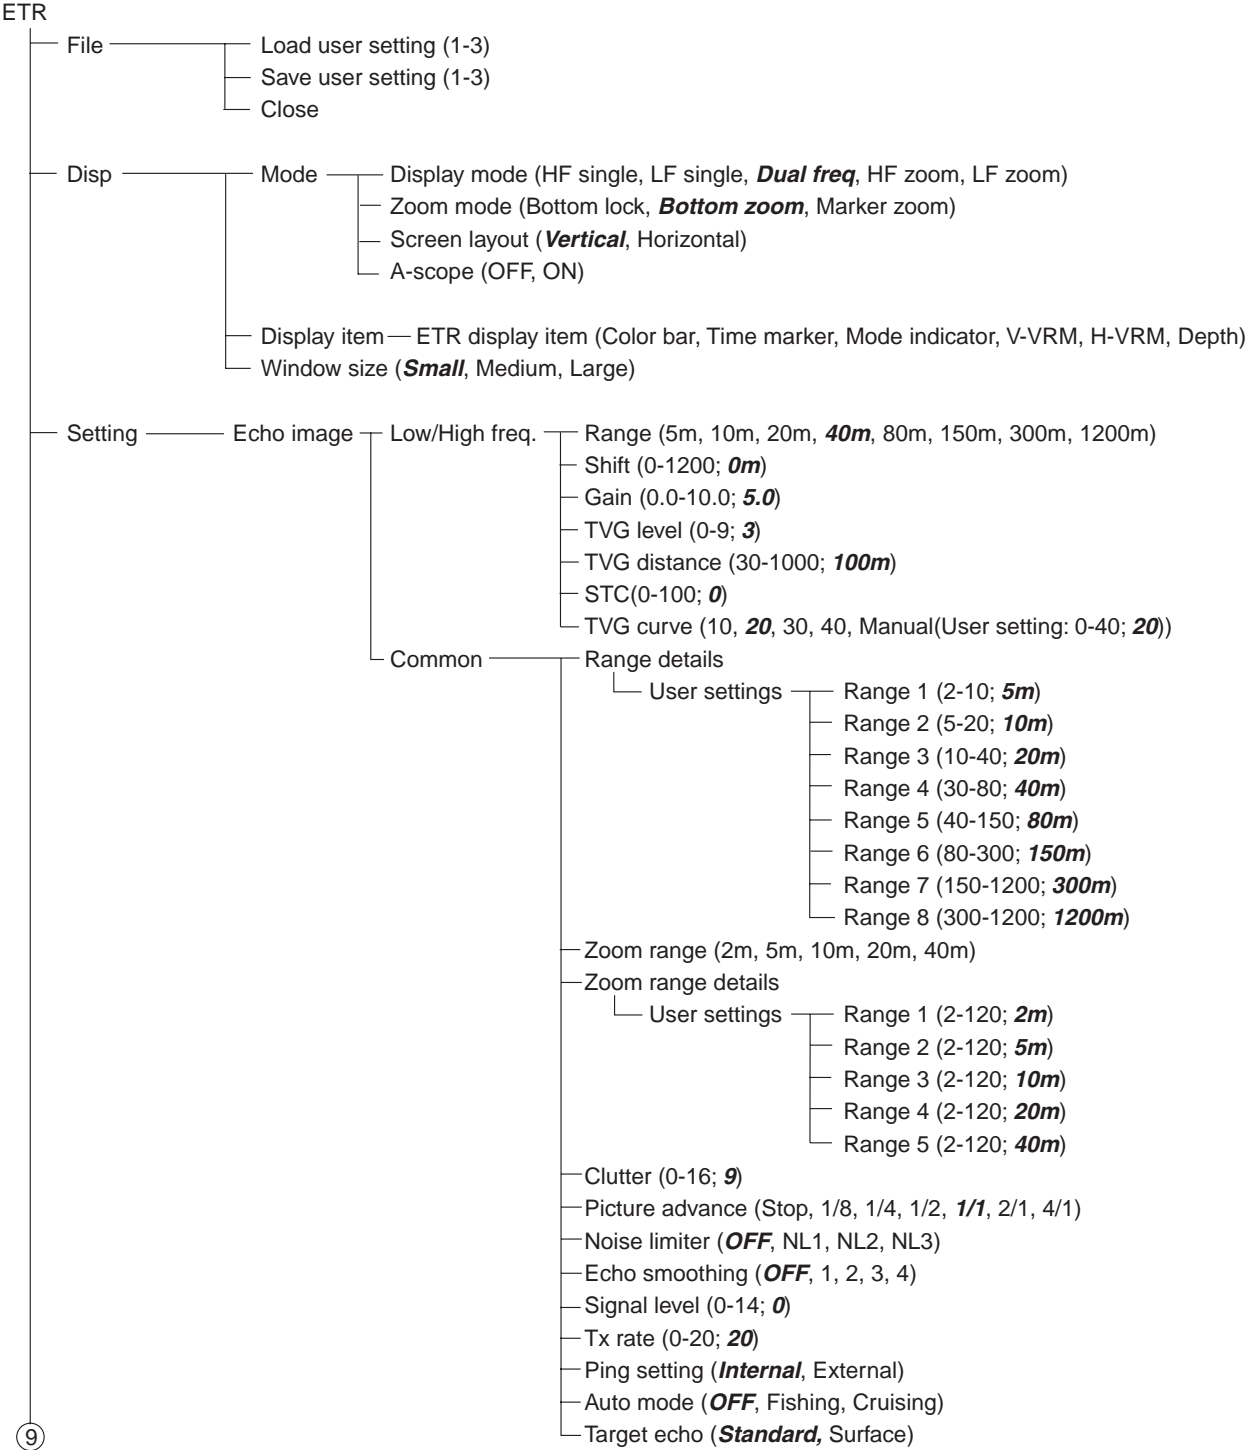 ETR
File
Load user setting (1-3)
Save user setting (1-3)
Close
Disp
Mode
Display mode (HF single, LF single, Dual freq, HF zoom, LF zoom)
Zoom mode (Bottom lock, Bottom zoom, Marker zoom)
Screen layout (Vertical, Horizontal)
A-scope (OFF, ON)
Display item
ETR display item (Color bar, Time marker, Mode indicator, V-VRM, H-VRM, Depth)
Window size (Small, Medium, Large)
Setting
Echo image
Low/High freq.
Range (5m, 10m, 20m, 40m, 80m, 150m, 300m, 1200m)
Shift (0-1200; 0m)
Gain (0.0-10.0; 5.0)
TVG level (0-9; 3)
TVG distance (30-1000; 100m)
STC(0-100; 0)
TVG curve (10, 20, 30, 40, Manual(User setting: 0-40; 20))
Common
Range details
User settings
Range 1 (2-10; 5m)
Range 2 (5-20; 10m)
Range 3 (10-40; 20m)
Range 4 (30-80; 40m)
Range 5 (40-150; 80m)
Range 6 (80-300; 150m)
Range 7 (150-1200; 300m)
Range 8 (300-1200; 1200m)
Zoom range (2m, 5m, 10m, 20m, 40m)
Zoom range details
User settings
Range 1 (2-120; 2m)
Range 2 (2-120; 5m)
Range 3 (2-120; 10m)
Range 4 (2-120; 20m)
Range 5 (2-120; 40m)
Clutter (0-16; 9)
Picture advance (Stop, 1/8, 1/4, 1/2, 1/1, 2/1, 4/1)
Noise limiter (OFF, NL1, NL2, NL3)
Echo smoothing (OFF, 1, 2, 3, 4)
Signal level (0-14; 0)
Tx rate (0-20; 20)
Ping setting (Internal, External)
Auto mode (OFF, Fishing, Cruising)
Target echo (Standard, Surface)
9